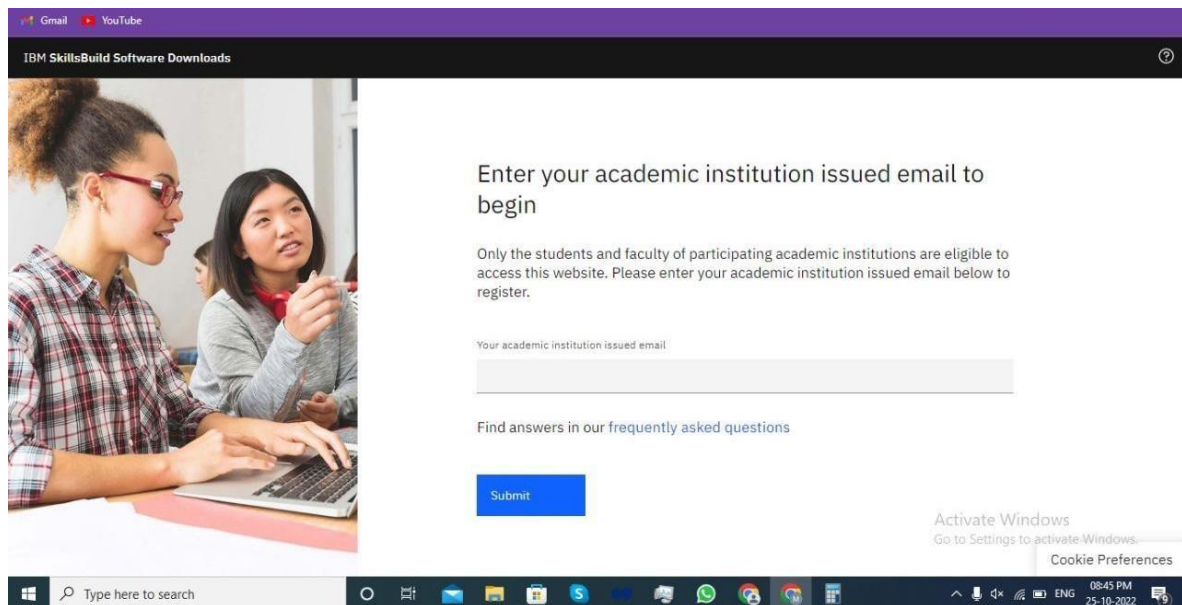 Gmail YouTube
IBM SkillsBuild Software Downloads
Enter your academic institution issued email to
begin
Only the students and faculty of participating academic institutions are eligible to
access this website. Please enter your academic institution issued email below to
register.
Your academic institution issued email
Find answers in our frequently asked questions
Submit
Activate Windows
Go to Settings to activate Windows.
Cookie Preferences
Type here to search
ENG
08:45 PM
25-10-2022